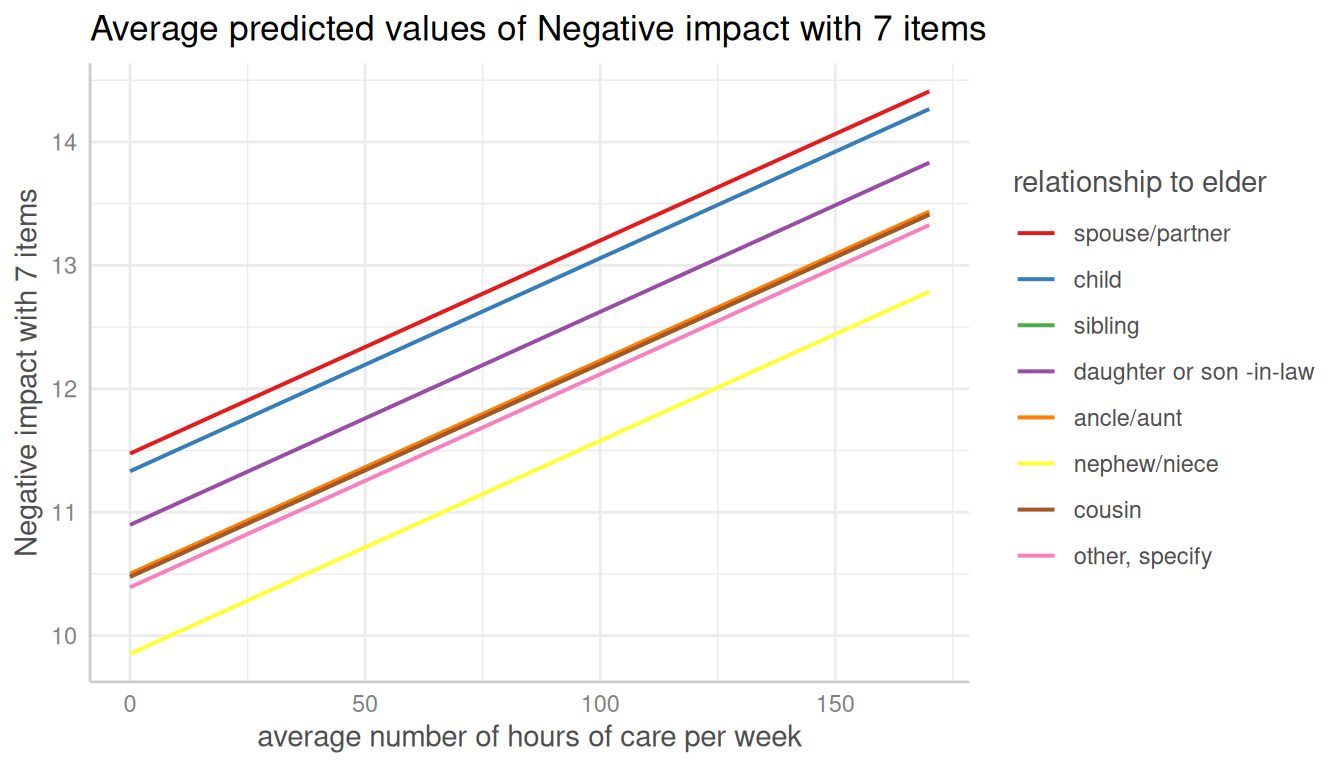 Average predicted values of Negative impact with 7 items
Negative impact with 7 items
14
13
12
11
10
0
50
100
150
average number of hours of care per week
relationship to elder
spouse/partner
child
sibling
daughter or son -in-law
ancle/aunt
nephew/niece
cousin
other, specify